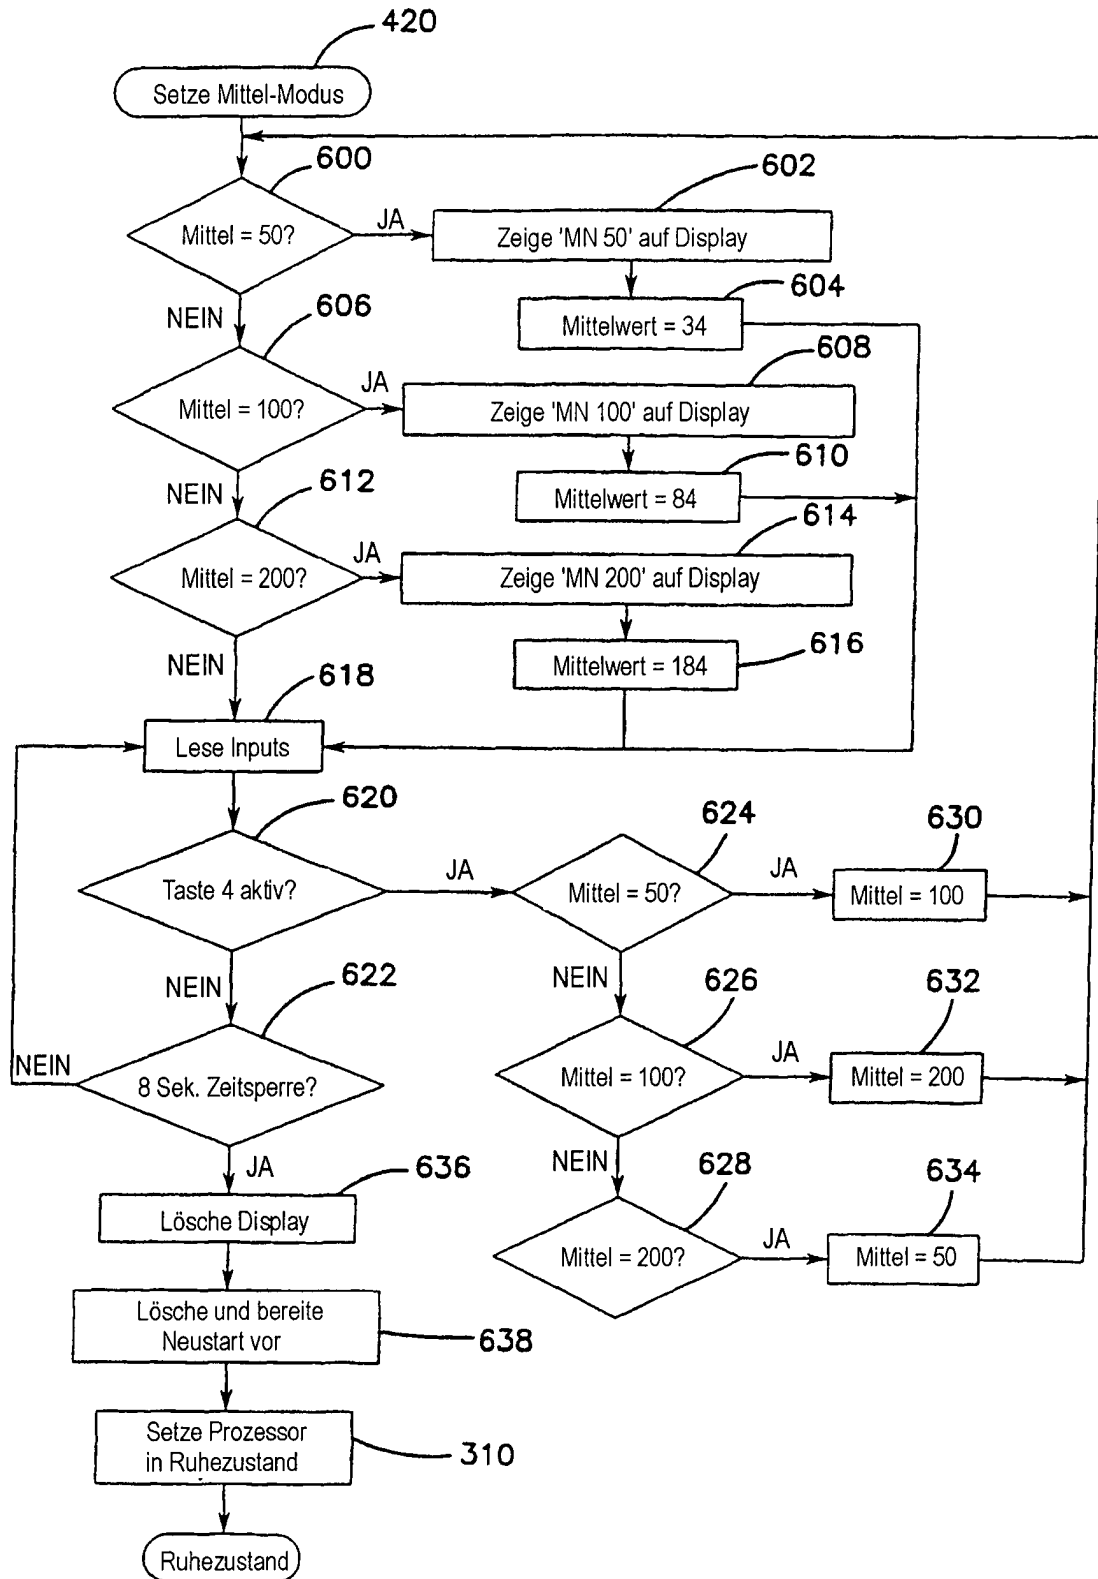 420
Setze Mittel-Modus
600
602
Mittel = 50?
JA
Zeige 'MN 50' auf Display
604
NEIN
606
Mittelwert = 34
608
Mittel = 100?
JA
Zeige 'MN 100' auf Display
610
NEIN
612
Mittelwert = 84
614
Mittel = 200?
JA
Zeige 'MN 200' auf Display
616
NEIN
618
Mittelwert = 184
Lese Inputs
620
624
630
Taste 4 aktiv?
JA
Mittel = 50?
JA
Mittel = 100
NEIN
622
NEIN
626
632
NEIN
8 Sek. Zeitsperre?
Mittel = 100?
JA
Mittel = 200
JA
636
NEIN
628
634
Lösche Display
Mittel = 200?
JA
Mittel = 50
Lösche und bereite
Neustart vor
638
Setze Prozessor
in Ruhezustand
310
Ruhezustand